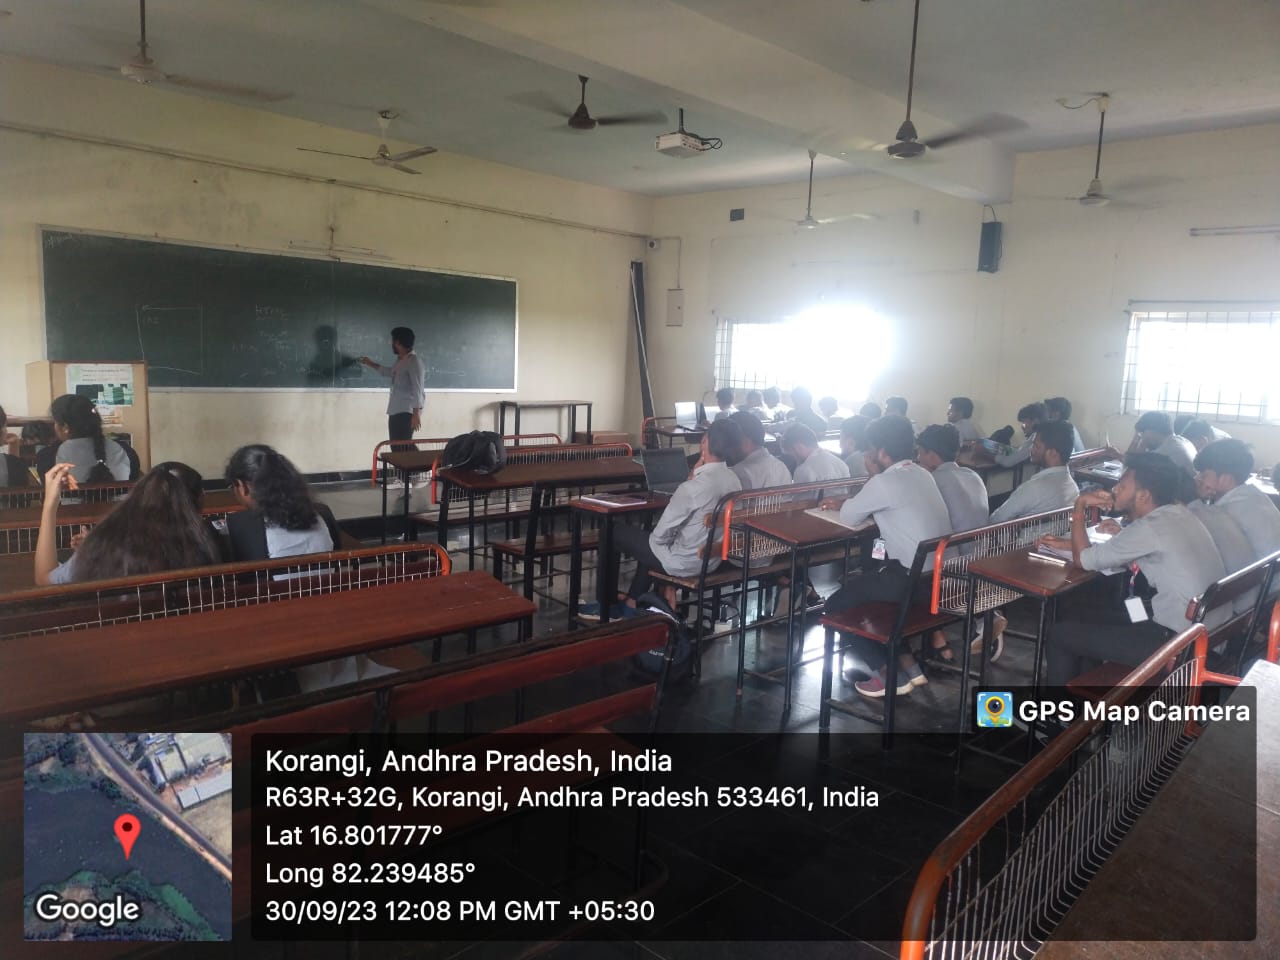 HTML
GPS Map Camera
Korangi, Andhra Pradesh, India
R63R+32G, Korangi, Andhra Pradesh 533461, India
Lat 16.801777°
Long 82.239485°
30/09/23 12:08 PM GMT +05:30
Google